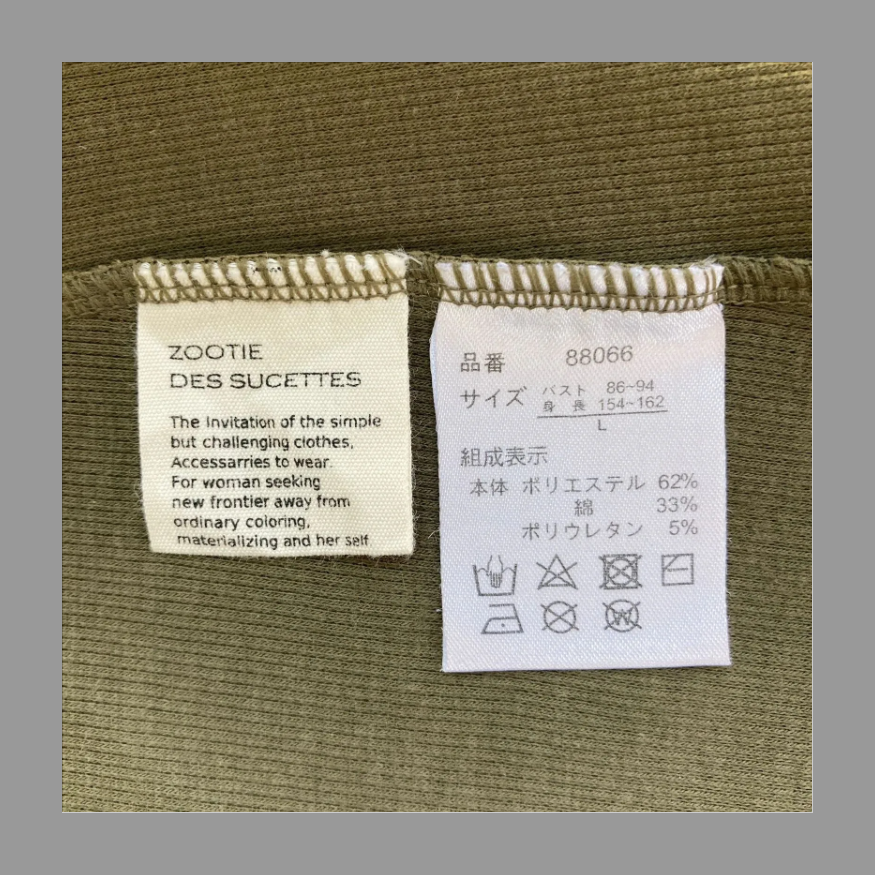 ZOOTIE
DES SUCETTES
The Invitation of the simple
but challenging clothes,
Accessarries to wear.
For woman seeking
new frontier away from
ordinary coloring,
materializing and her self
品番 88066
サイズ バスト 86~94
身長 154~162
L
組成表示
本体 ポリエステル 62%
綿 33%
ポリウレタン 5%
W